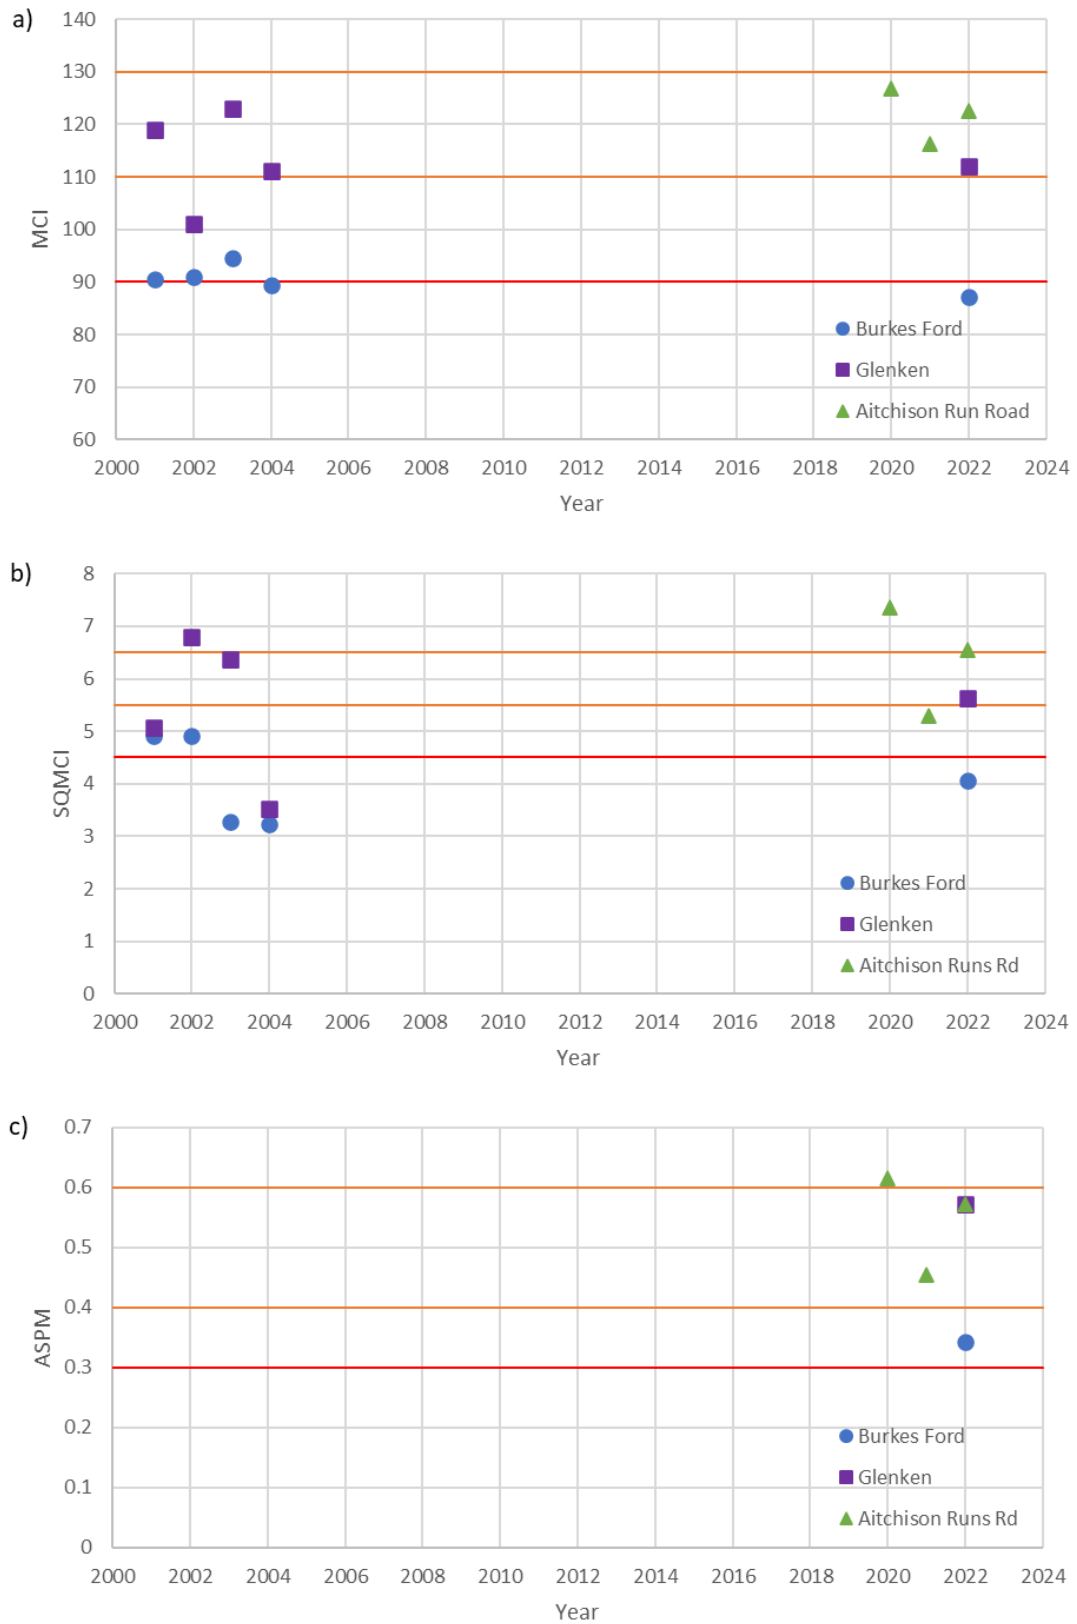 a)
140
130
120
110
100
90
80
70
60
MCI
Burkes Ford
Glenken
Aitchison Run Road
2000 2002 2004 2006 2008 2010 2012 2014 2016 2018 2020 2022 2024
Year
b)
8
7
6
5
4
3
2
1
0
SQMCI
Burkes Ford
Glenken
Aitchison Runs Rd
2000 2002 2004 2006 2008 2010 2012 2014 2016 2018 2020 2022 2024
Year
c)
0.7
0.6
0.5
0.4
0.3
0.2
0.1
0
ASPM
Burkes Ford
Glenken
Aitchison Runs Rd
2000 2002 2004 2006 2008 2010 2012 2014 2016 2018 2020 2022 2024
Year